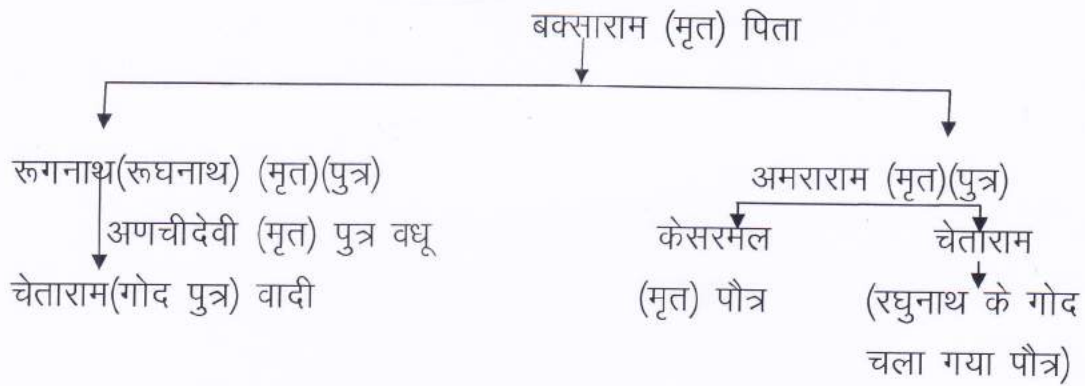 बक्साराम (मृत) पिता
रूगनाथ(रूघनाथ) (मृत)(पुत्र)
अमराराम (मृत)(पुत्र)
अणचीदेवी (मृत) पुत्र वधू
केसरमल
चेताराम
चेताराम(गोद पुत्र) वादी
(मृत) पौत्र
(रघुनाथ के गोद
चला गया पौत्र)